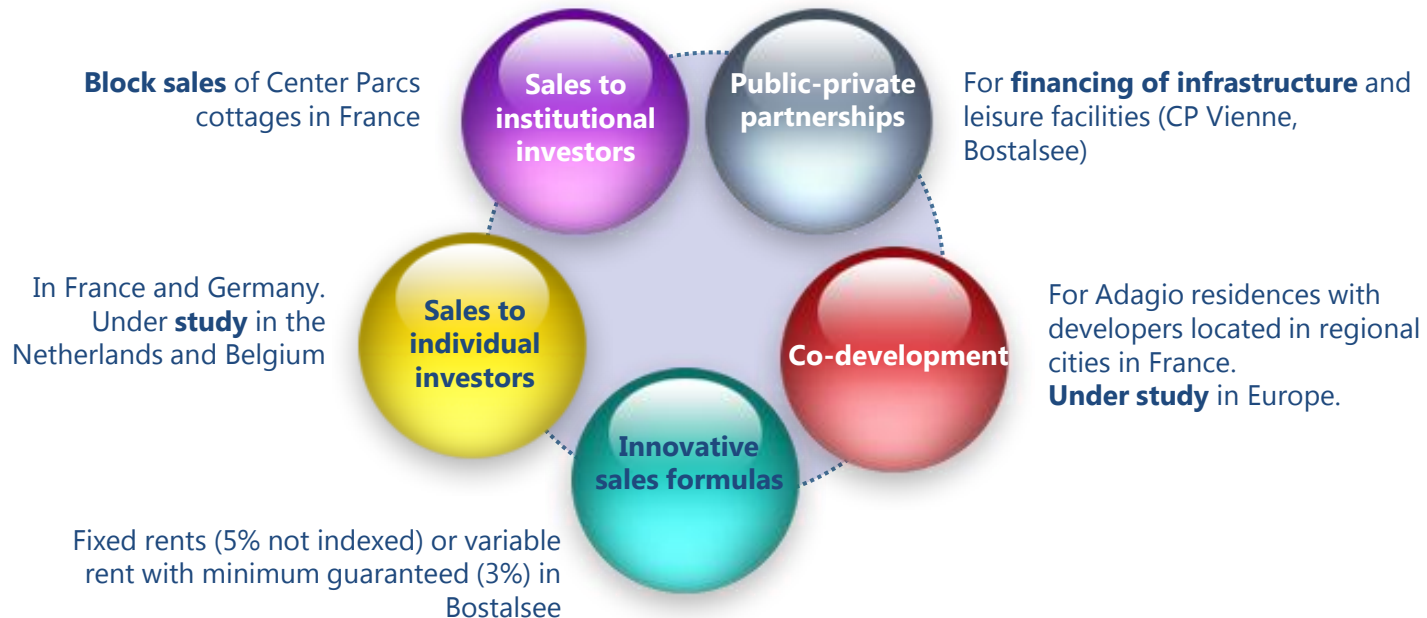 Block sales of Center Parcs
cottages in France
Sales to
institutional
investors
Public-private
partnerships
For financing of infrastructure and
leisure facilities (CP Vienne,
Bostalsee)
In France and Germany.
Under study in the
Netherlands and Belgium
Sales to
individual
investors
Co-development
For Adagio residences with
developers located in regional
cities in France.
Under study in Europe.
Innovative
sales formulas
Fixed rents (5% not indexed) or variable
rent with minimum guaranteed (3%) in
Bostalsee